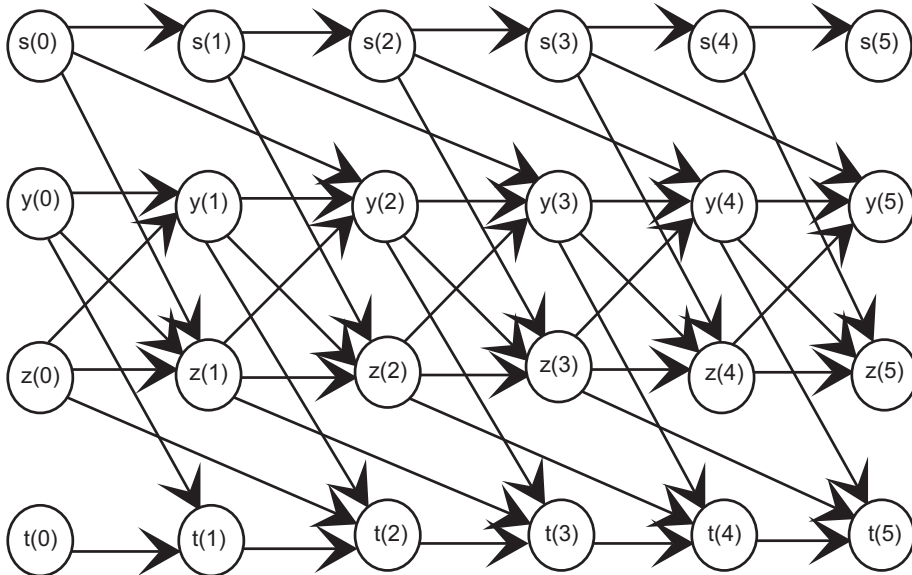 s(0) s(1) s(2) s(3) s(4) s(5)
y(0) y(1) y(2) y(3) y(4) y(5)
z(0) z(1) z(2) z(3) z(4) z(5)
t(0) t(1) t(2) t(3) t(4) t(5)